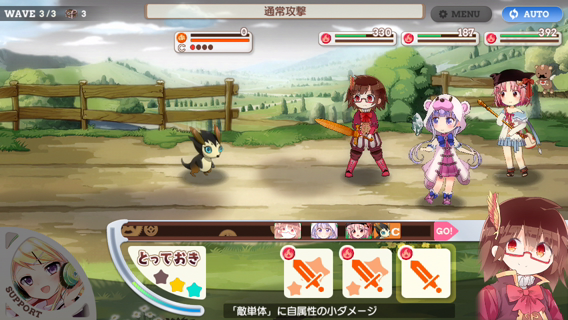 WAVE 3/3 3
通常攻撃
MENU
AUTO
0
C
330
187
392
C
GO!
とっておき
SUPPORT
「敵単体」に自属性の小ダメージ